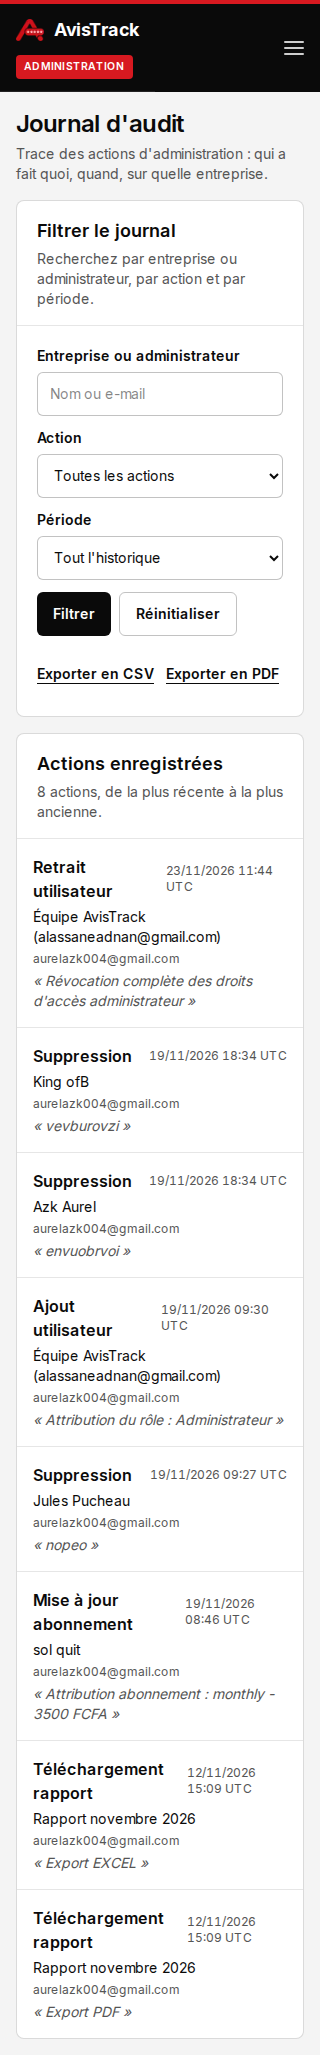 AvisTrack
ADMINISTRATION
Journal d'audit
Trace des actions d'administration : qui a
fait quoi, quand, sur quelle entreprise.
Filtrer le journal
Recherchez par entreprise ou
administrateur, par action et par
période.
Entreprise ou administrateur
Nom ou e-mail
Action
Toutes les actions
Période
Tout l'historique
Filtrer Réinitialiser
Exporter en CSV Exporter en PDF
Actions enregistrées
8 actions, de la plus récente à la plus
ancienne.
Retrait
utilisateur
23/11/2026 11:44
UTC
Équipe AvisTrack
(alassaneadnan@gmail.com)
aurelazk004@gmail.com
« Révocation complète des droits
d'accès administrateur »
Suppression 19/11/2026 18:34 UTC
King ofB
aurelazk004@gmail.com
« vevburovzi »
Suppression 19/11/2026 18:34 UTC
Azk Aurel
aurelazk004@gmail.com
« envuobrvoi »
Ajout
utilisateur
19/11/2026 09:30
UTC
Équipe AvisTrack
(alassaneadnan@gmail.com)
aurelazk004@gmail.com
« Attribution du rôle : Administrateur »
Suppression 19/11/2026 09:27 UTC
Jules Pucheau
aurelazk004@gmail.com
« nopeo »
Mise à jour
abonnement
19/11/2026
08:46 UTC
sol quit
aurelazk004@gmail.com
« Attribution abonnement : monthly -
3500 FCFA »
Téléchargement
rapport
12/11/2026
15:09 UTC
Rapport novembre 2026
aurelazk004@gmail.com
« Export EXCEL »
Téléchargement
rapport
12/11/2026
15:09 UTC
Rapport novembre 2026
aurelazk004@gmail.com
« Export PDF »